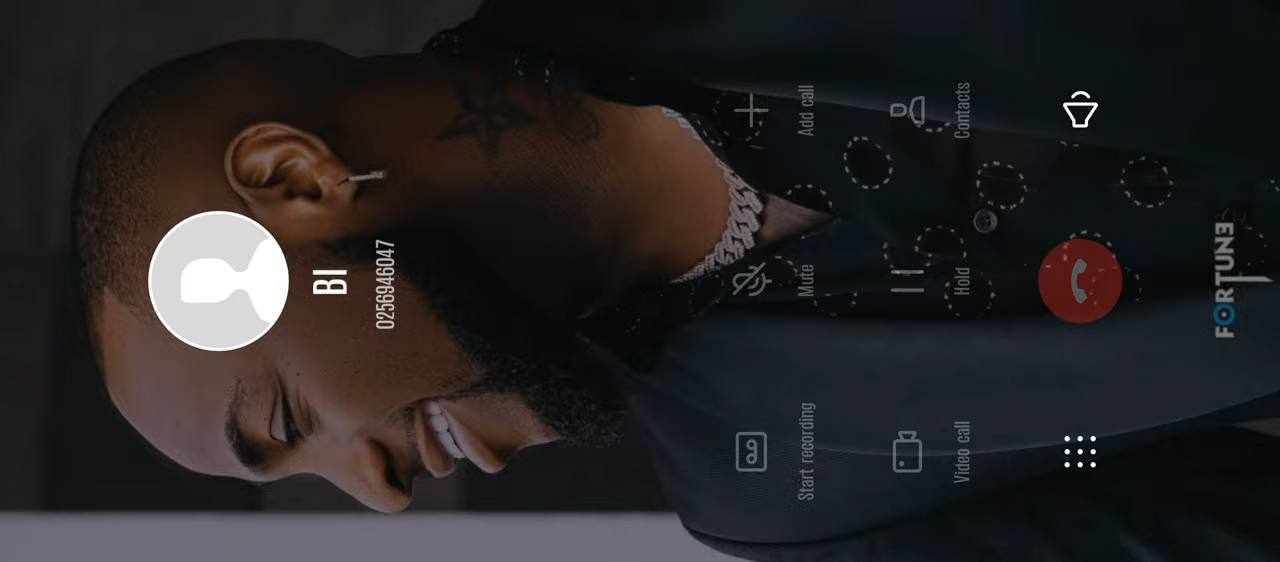 BI
0256946047
Start recording
Mute
Add call
Video call
Hold
Contacts
FORTUNE